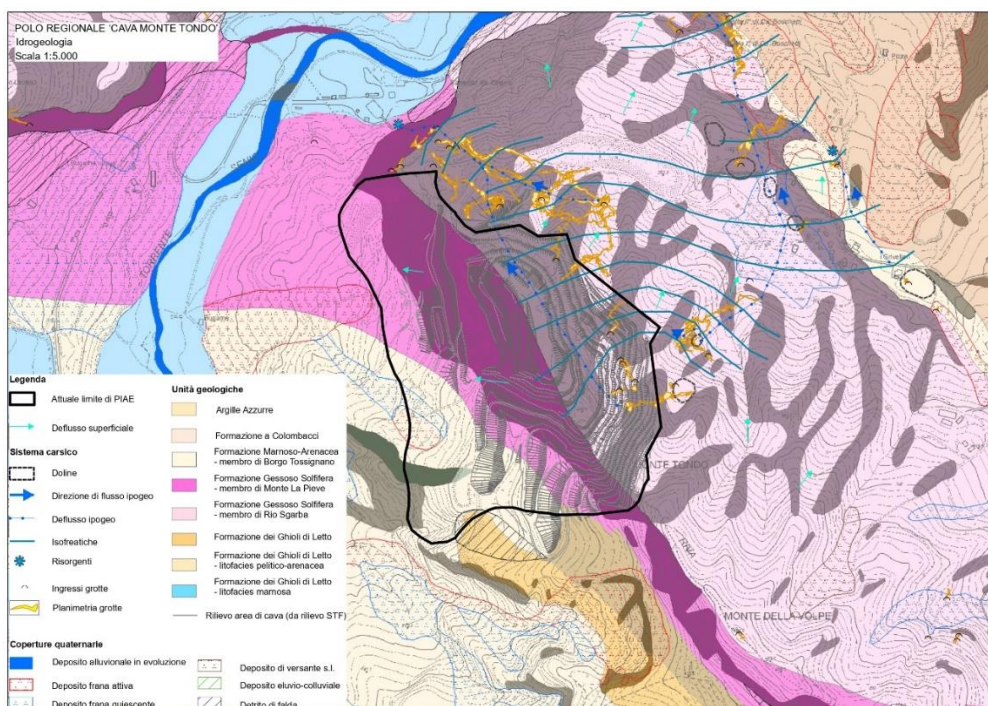 POLO REGIONALE 'CAVA MONTE TONDO'
Idrogeologia
Scala 1:5.000
SENIO
TORRENTE
MONTE TONDO
RIVA
MONTE DELLA VOLPE
Legenda
Attuale limite di PIAE
Deflusso superficiale
Sistema carsico
Doline
Direzione di flusso ipogeo
Deflusso ipogeo
Isofreatiche
Risorgenti
Ingressi grotte
Planimetria grotte
Coperture quaternarie
Deposito alluvionale in evoluzione
Deposito frana attiva
Deposito frana quiescente
Unità geologiche
Argille Azzurre
Formazione a Colombacci
Formazione Marnoso-Arenacea
- membro di Borgo Tossignano
Formazione Gessoso Solfifera
- membro di Monte La Pieve
Formazione Gessoso Solfifera
- membro di Rio Sgarba
Formazione dei Ghioli di Letto
Formazione dei Ghioli di Letto
- litofacies pelitico-arenacea
Formazione dei Ghioli di Letto
- litofacies marnosa
Rilievo area di cava (da rilievo STF)
Deposito di versante s.l.
Deposito eluvio-colluviale
Detrito di falda